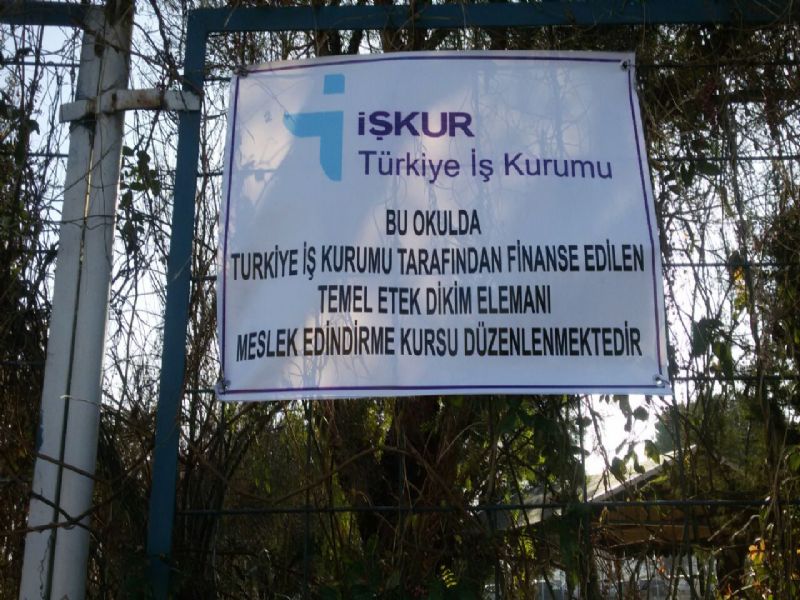 İŞKUR
Türkiye İş Kurumu
BU OKULDA
TURKİYE İŞ KURUMU TARAFINDAN FİNANSE EDİLEN
TEMEL ETEK DİKİM ELEMANI
MESLEK EDİNDİRME KURSU DÜZENLENMEKTEDİR